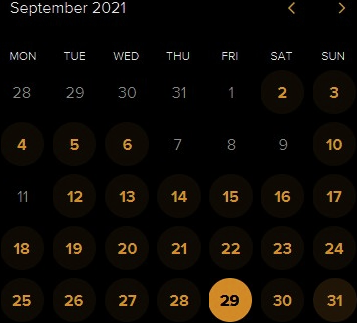 September 2021
MON TUE WED THU FRI SAT SUN
28 29 30 31 1 2 3
4 5 6 7 8 9 10
11 12 13 14 15 16 17
18 19 20 21 22 23 24
25 26 27 28 29 30 31